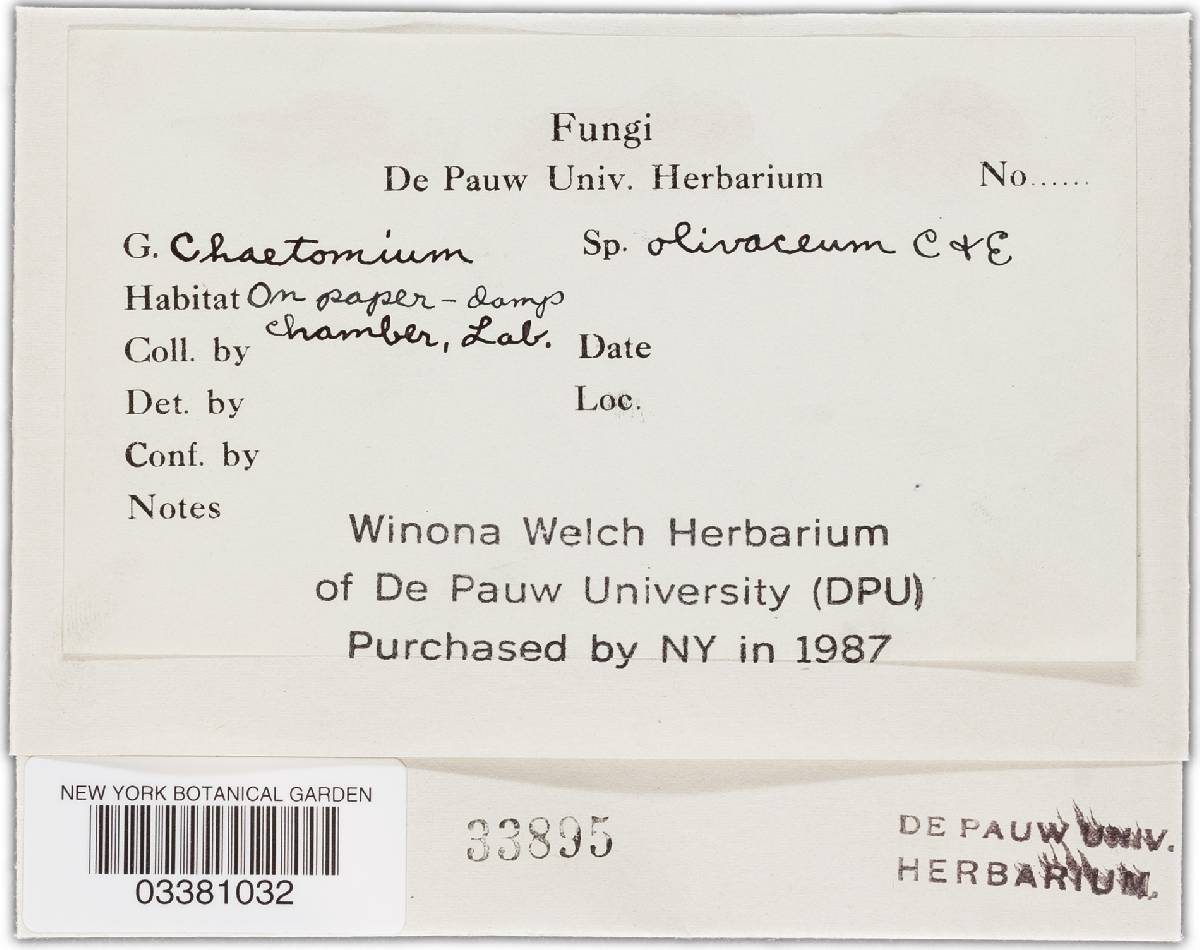 Fungi
De Pauw Univ. Herbarium No......
G. Chaetomium Sp. olivaceum C & E
Habitat On paper - damp
chamber, Lab.
Coll. by Date
Det. by Loc.
Conf. by
Notes
Winona Welch Herbarium
of De Pauw University (DPU)
Purchased by NY in 1987
NEW YORK BOTANICAL GARDEN
03381032
33895
DE PAUW UNIV.
HERBARIUM.